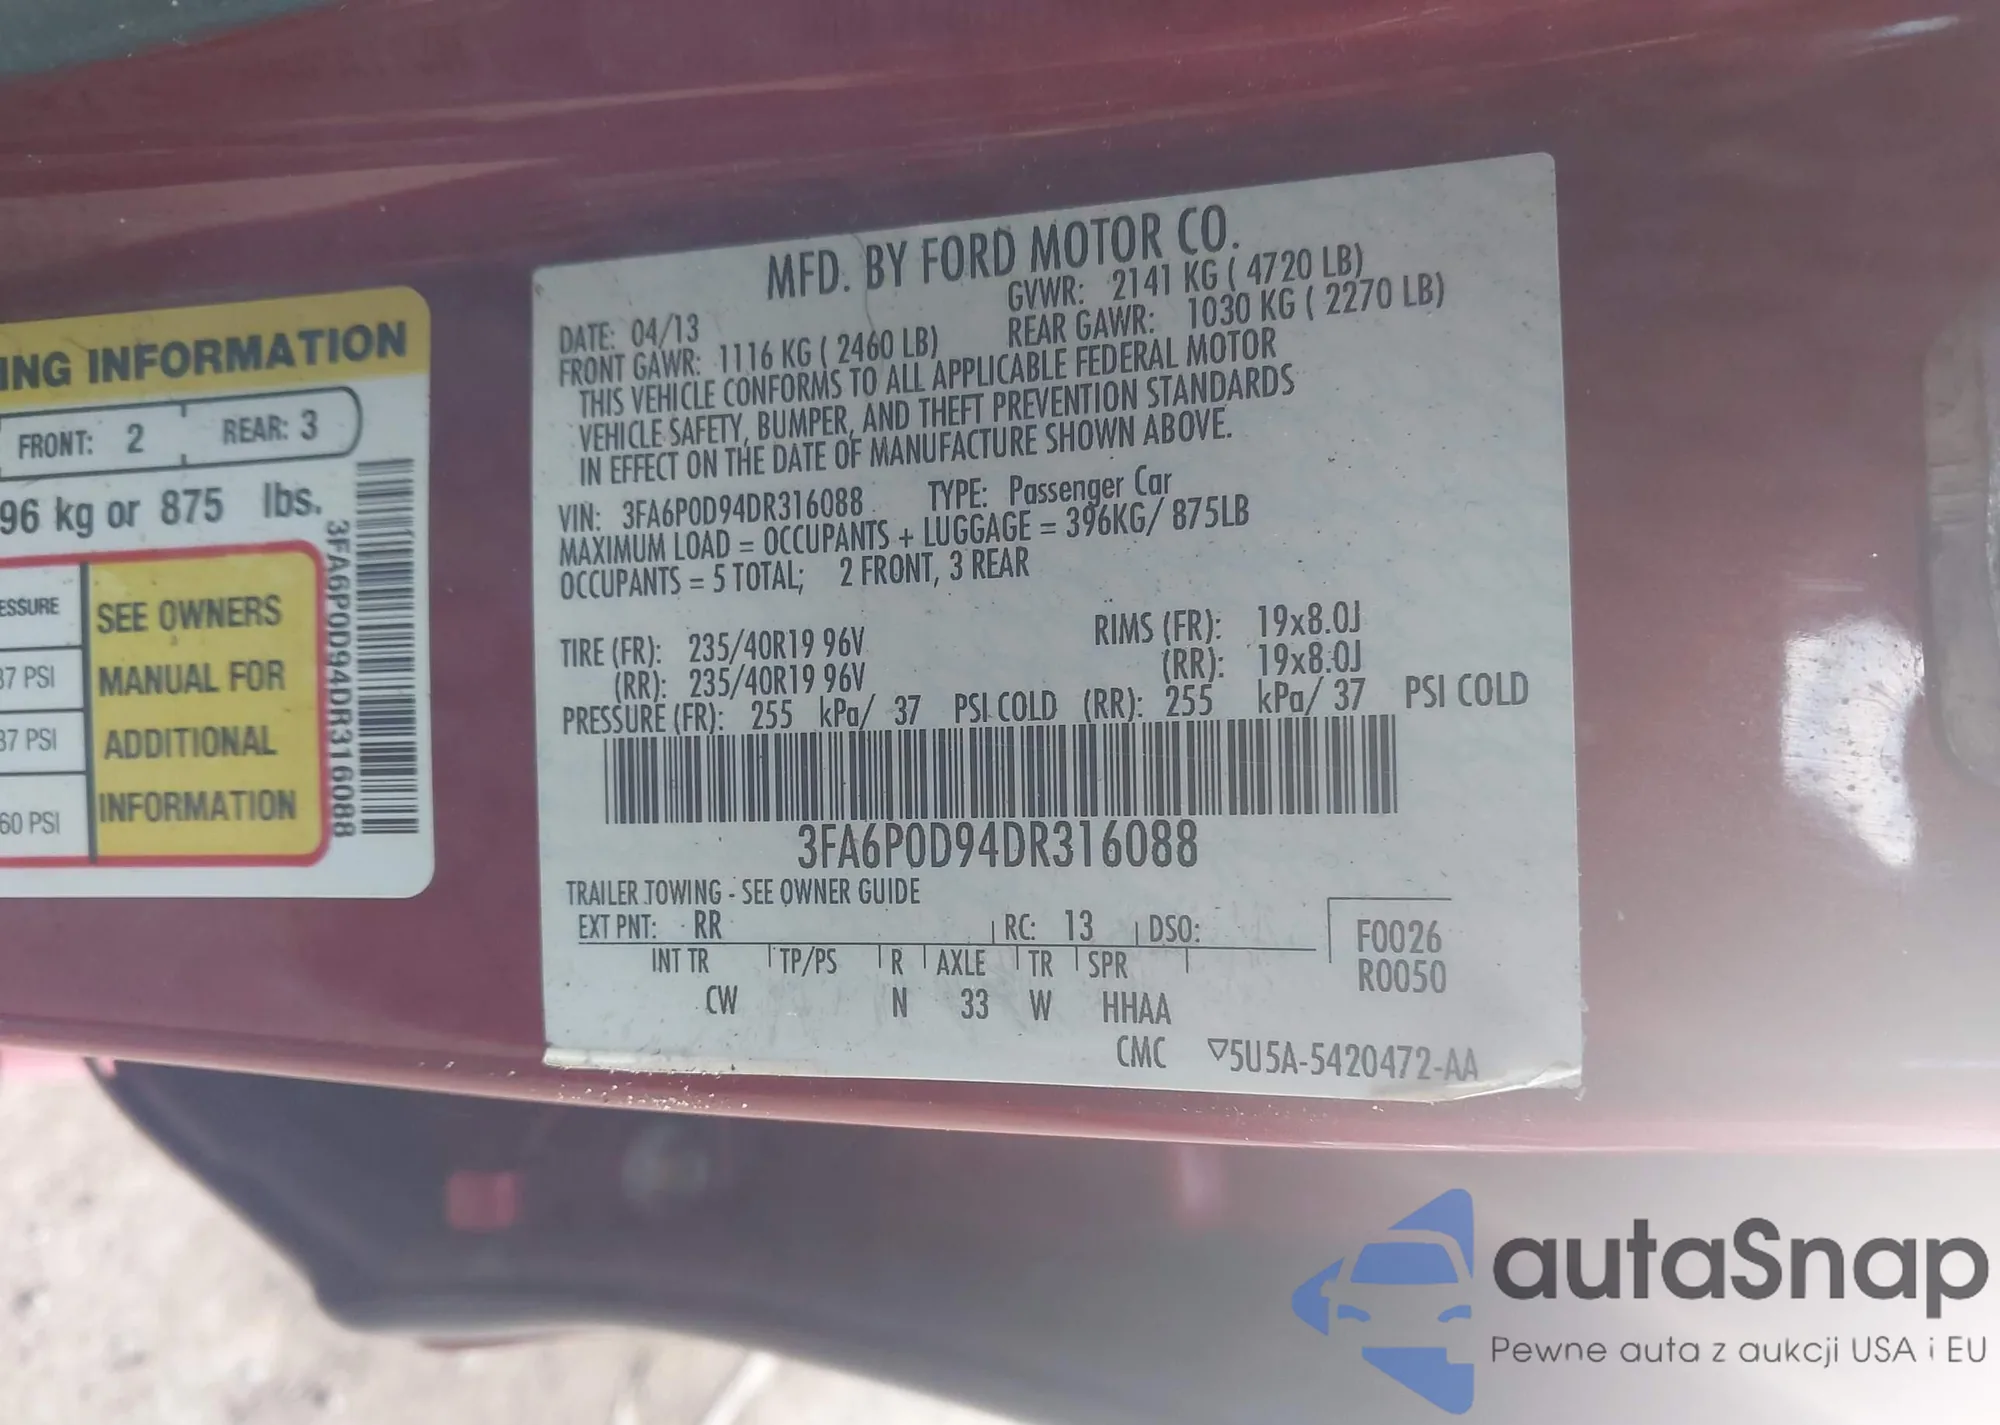 ING INFORMATION
FRONT: 2 REAR: 3
96 kg or 875 lbs.
ESSURE
37 PSI
37 PSI
60 PSI
SEE OWNERS
MANUAL FOR
ADDITIONAL
INFORMATION
3FA6P0D94DR316088
MFD. BY FORD MOTOR CO.
DATE: 04/13 GVWR: 2141 KG ( 4720 LB)
FRONT GAWR: 1116 KG ( 2460 LB) REAR GAWR: 1030 KG ( 2270 LB)
THIS VEHICLE CONFORMS TO ALL APPLICABLE FEDERAL MOTOR
VEHICLE SAFETY, BUMPER, AND THEFT PREVENTION STANDARDS
IN EFFECT ON THE DATE OF MANUFACTURE SHOWN ABOVE.
VIN: 3FA6P0D94DR316088 TYPE: Passenger Car
MAXIMUM LOAD = OCCUPANTS + LUGGAGE = 396KG/ 875LB
OCCUPANTS = 5 TOTAL; 2 FRONT, 3 REAR
TIRE (FR): 235/40R19 96V RIMS (FR): 19x8.0J
(RR): 235/40R19 96V (RR): 19x8.0J
PRESSURE (FR): 255 kPa/ 37 PSI COLD (RR): 255 kPa/ 37 PSI COLD
3FA6P0D94DR316088
TRAILER TOWING - SEE OWNER GUIDE
EXT PNT: RR RC: 13 DSO:
INT TR TP/PS R AXLE TR SPR
CW N 33 W HHAA
F0026
R0050
CMC ▽5U5A-5420472-AA
autaSnap
Pewne auta z aukcji USA i EU